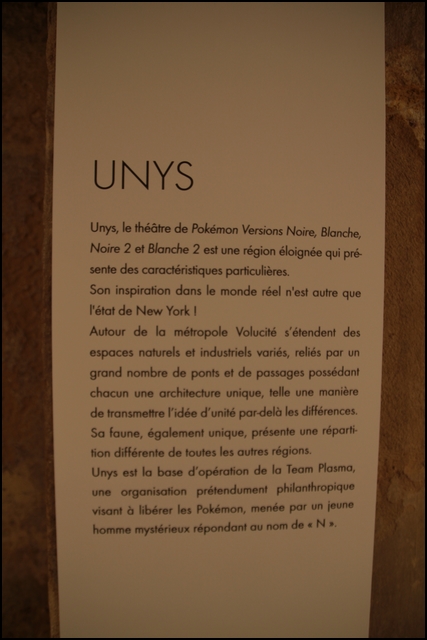 UNYS
Unys, le théâtre de Pokémon Versions Noire, Blanche,
Noire 2 et Blanche 2 est une région éloignée qui pré-
sente des caractéristiques particulières.
Son inspiration dans le monde réel n'est autre que
l'état de New York !
Autour de la métropole Volucité s'étendent des
espaces naturels et industriels variés, reliés par un
grand nombre de ponts et de passages possédant
chacun une architecture unique, telle une manière
de transmettre l'idée d'unité par-delà les différences.
Sa faune, également unique, présente une réparti-
tion différente de toutes les autres régions.
Unys est la base d'opération de la Team Plasma,
une organisation prétendument philanthropique
visant à libérer les Pokémon, menée par un jeune
homme mystérieux répondant au nom de « N ».